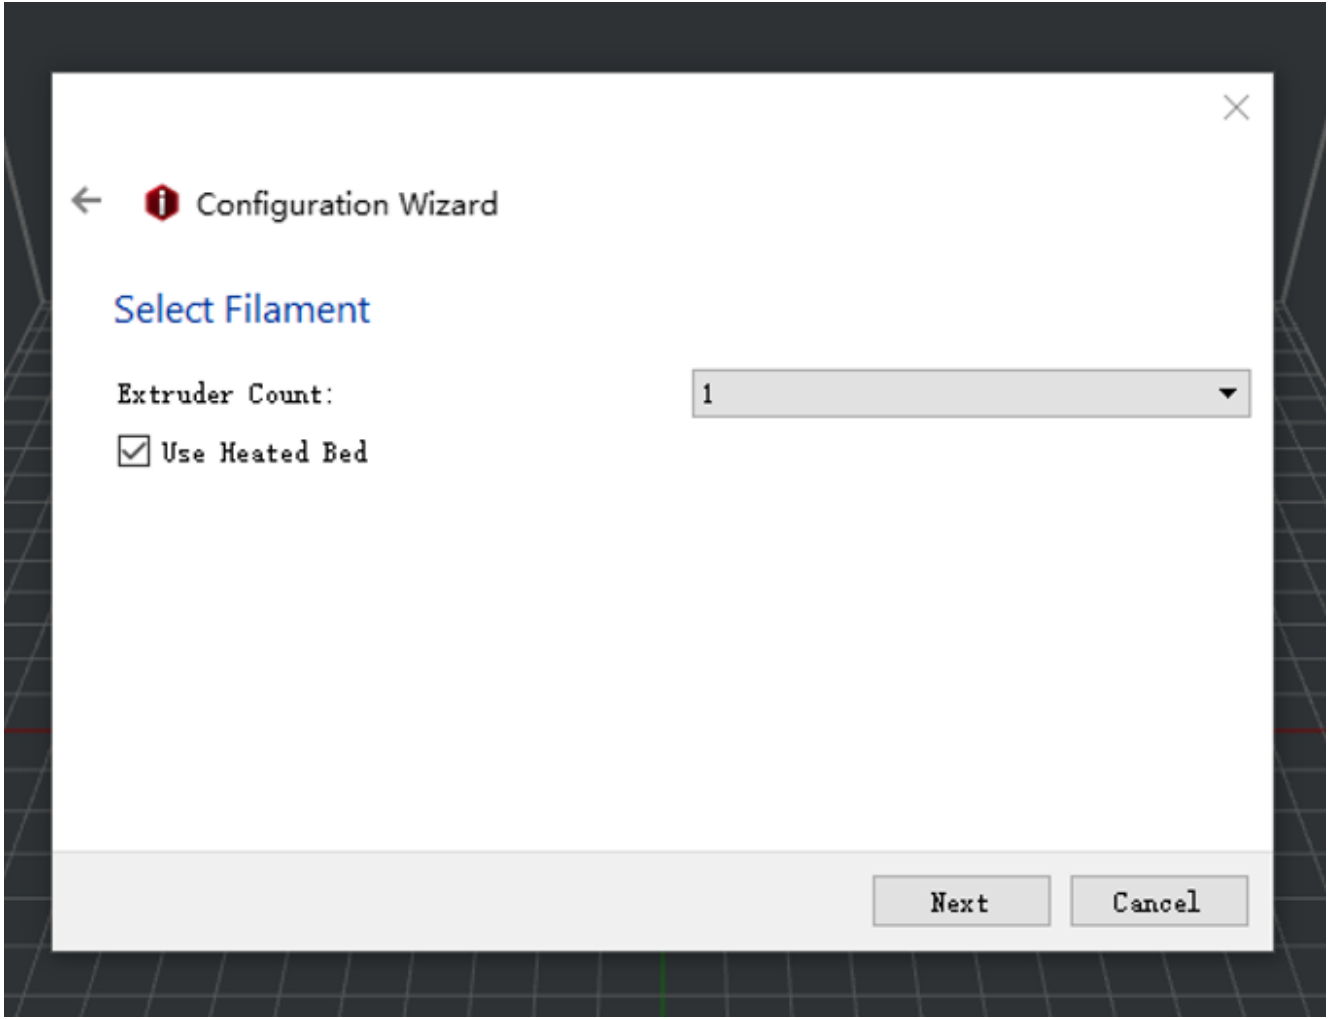 Configuration Wizard
Select Filament
Extruder Count:
1
Use Heated Bed
Next
Cancel